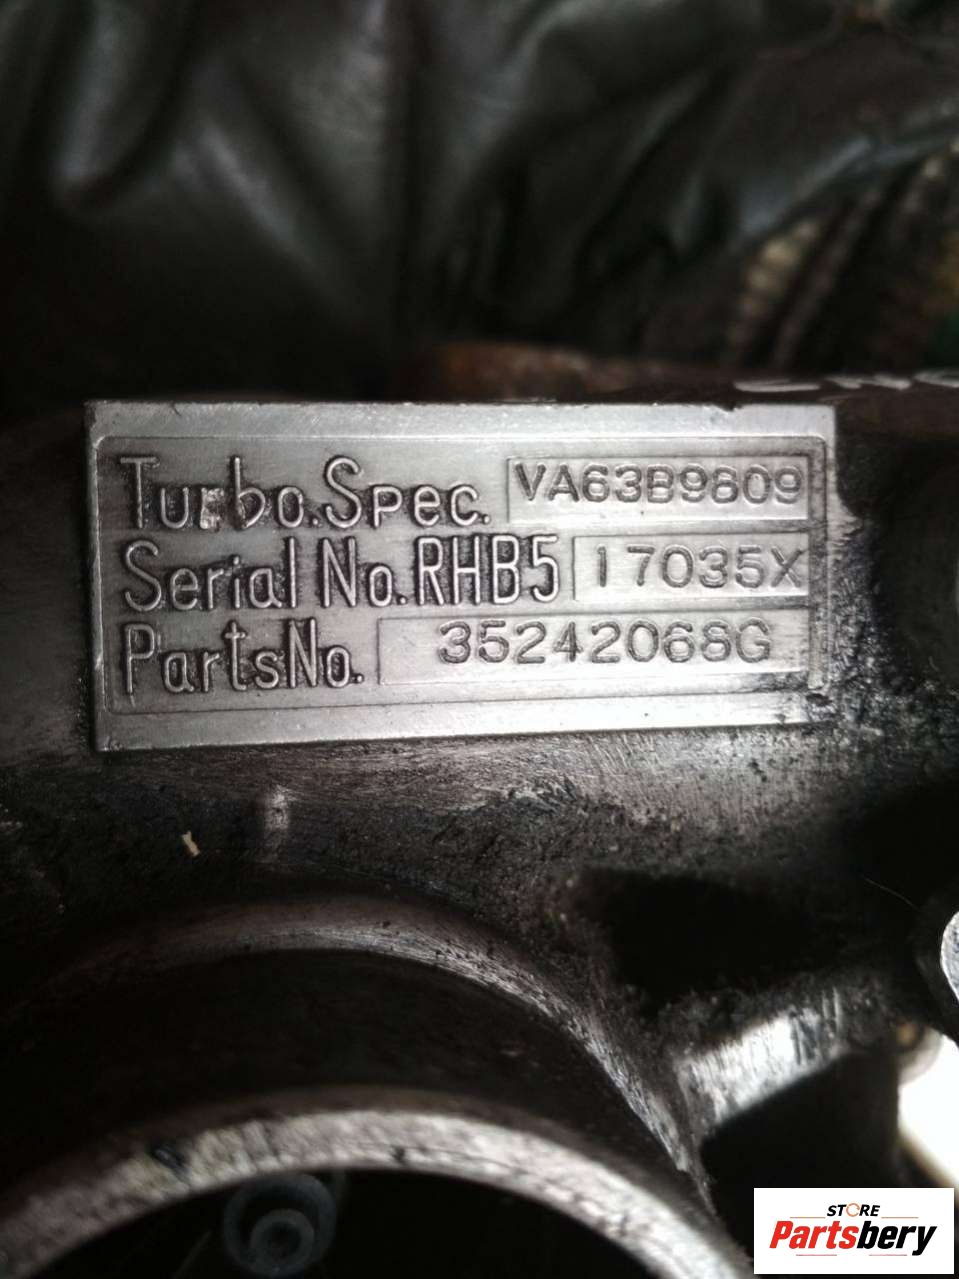 Turbo.Spec. VA63B9809
Serial No.RHB5 17035X
PartsNo. 35242068G
STORE
Partsbery